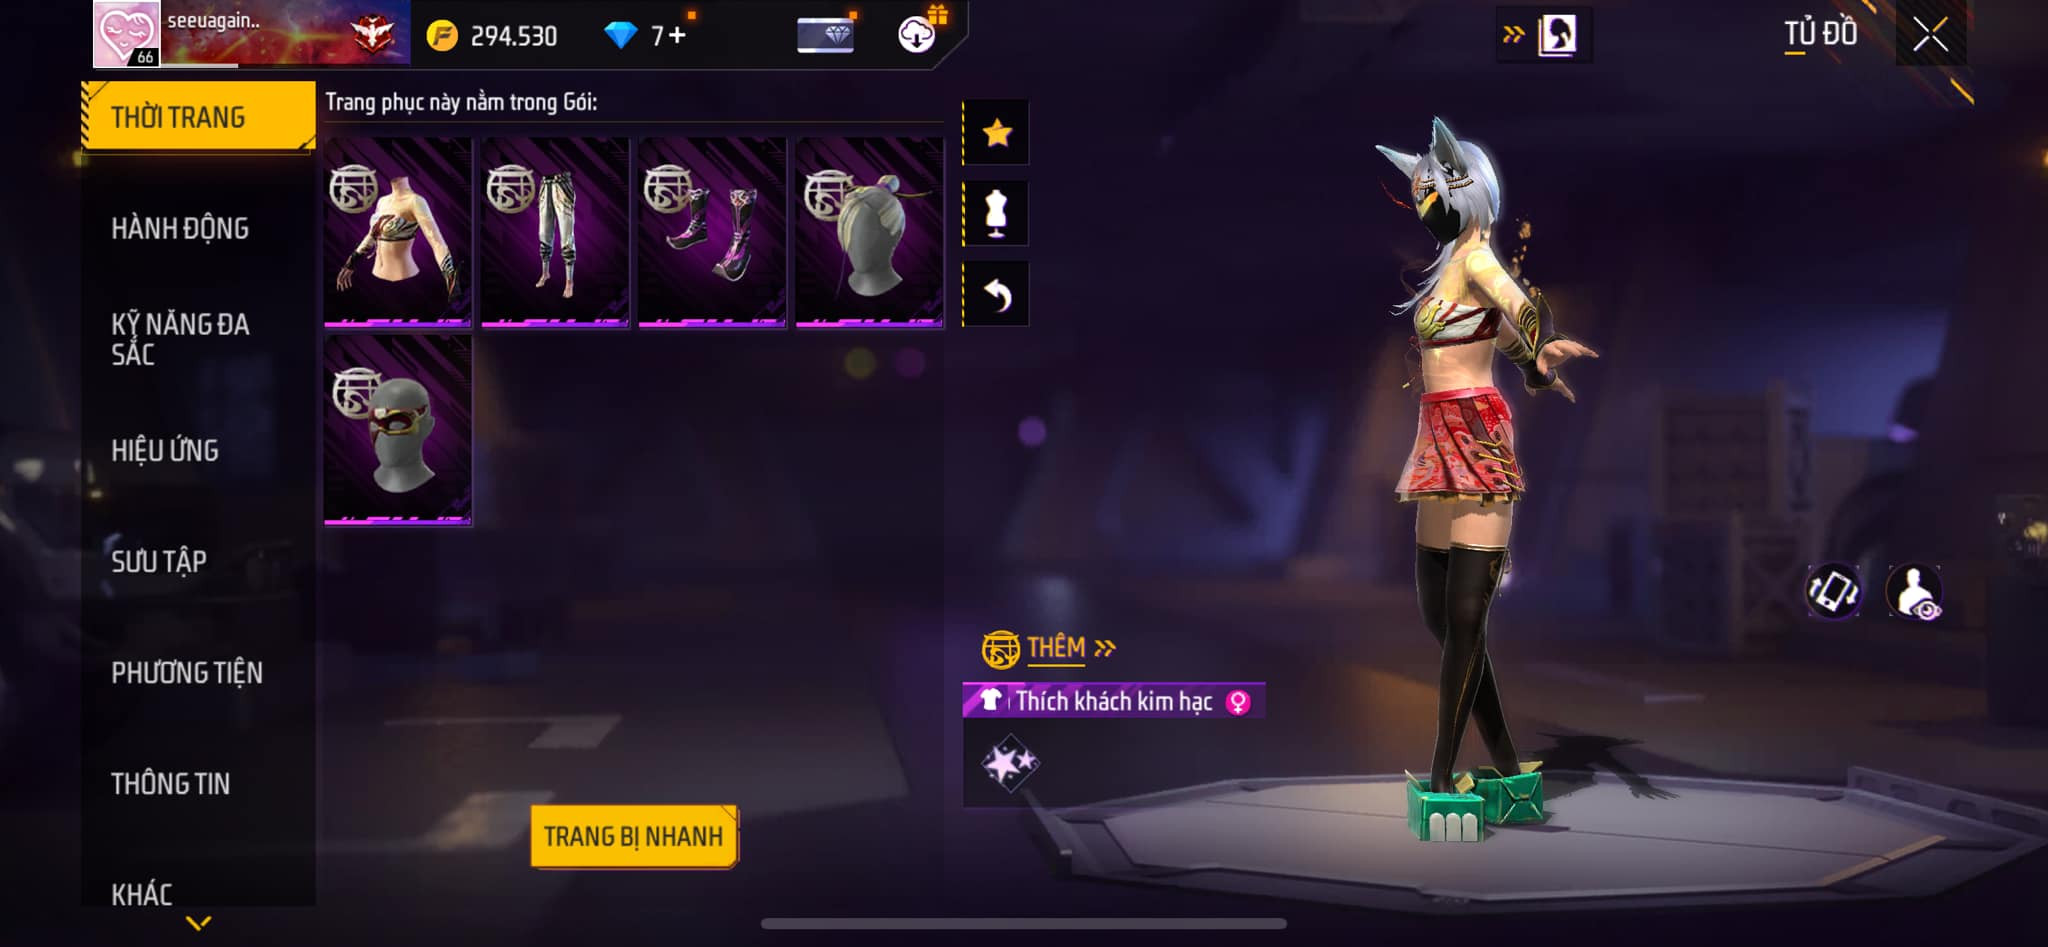 seeuagain..
66
294.530
7+
TỦ ĐỒ
THỜI TRANG
Trang phục này nằm trong Gói:
HÀNH ĐỘNG
KỸ NĂNG ĐA
SẮC
HIỆU ỨNG
SƯU TẬP
PHƯƠNG TIỆN
THÔNG TIN
KHÁC
THÊM
Thích khách kim hạc
TRANG BỊ NHANH